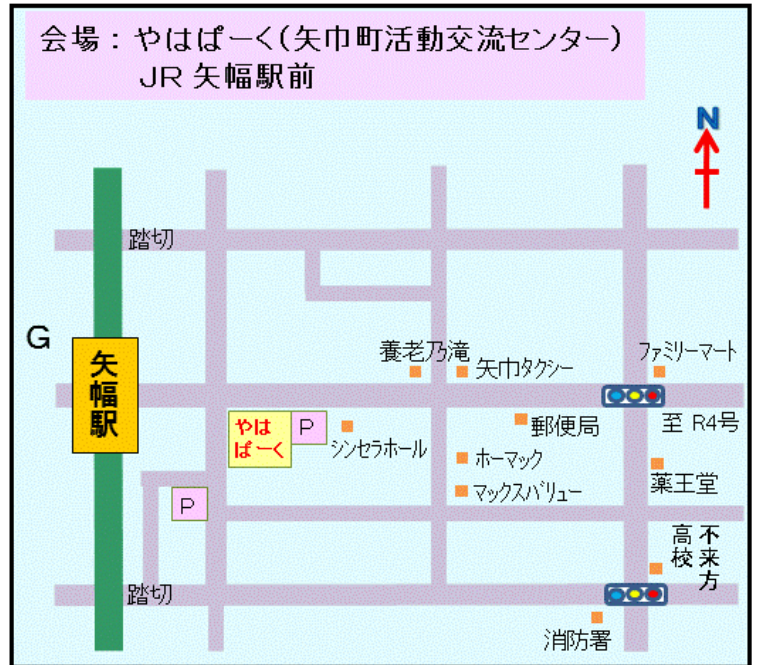 会場：やはぱーく（矢巾町活動交流センター）
JR 矢幅駅前
N
踏切
G
矢幅駅
養老乃滝
矢巾タクシー
ファミリーマート
やは
ぱーく
P
シンセラホール
郵便局
至 R4号
ホーマック
マックスバリュー
薬王堂
P
不来方
高校
踏切
消防署